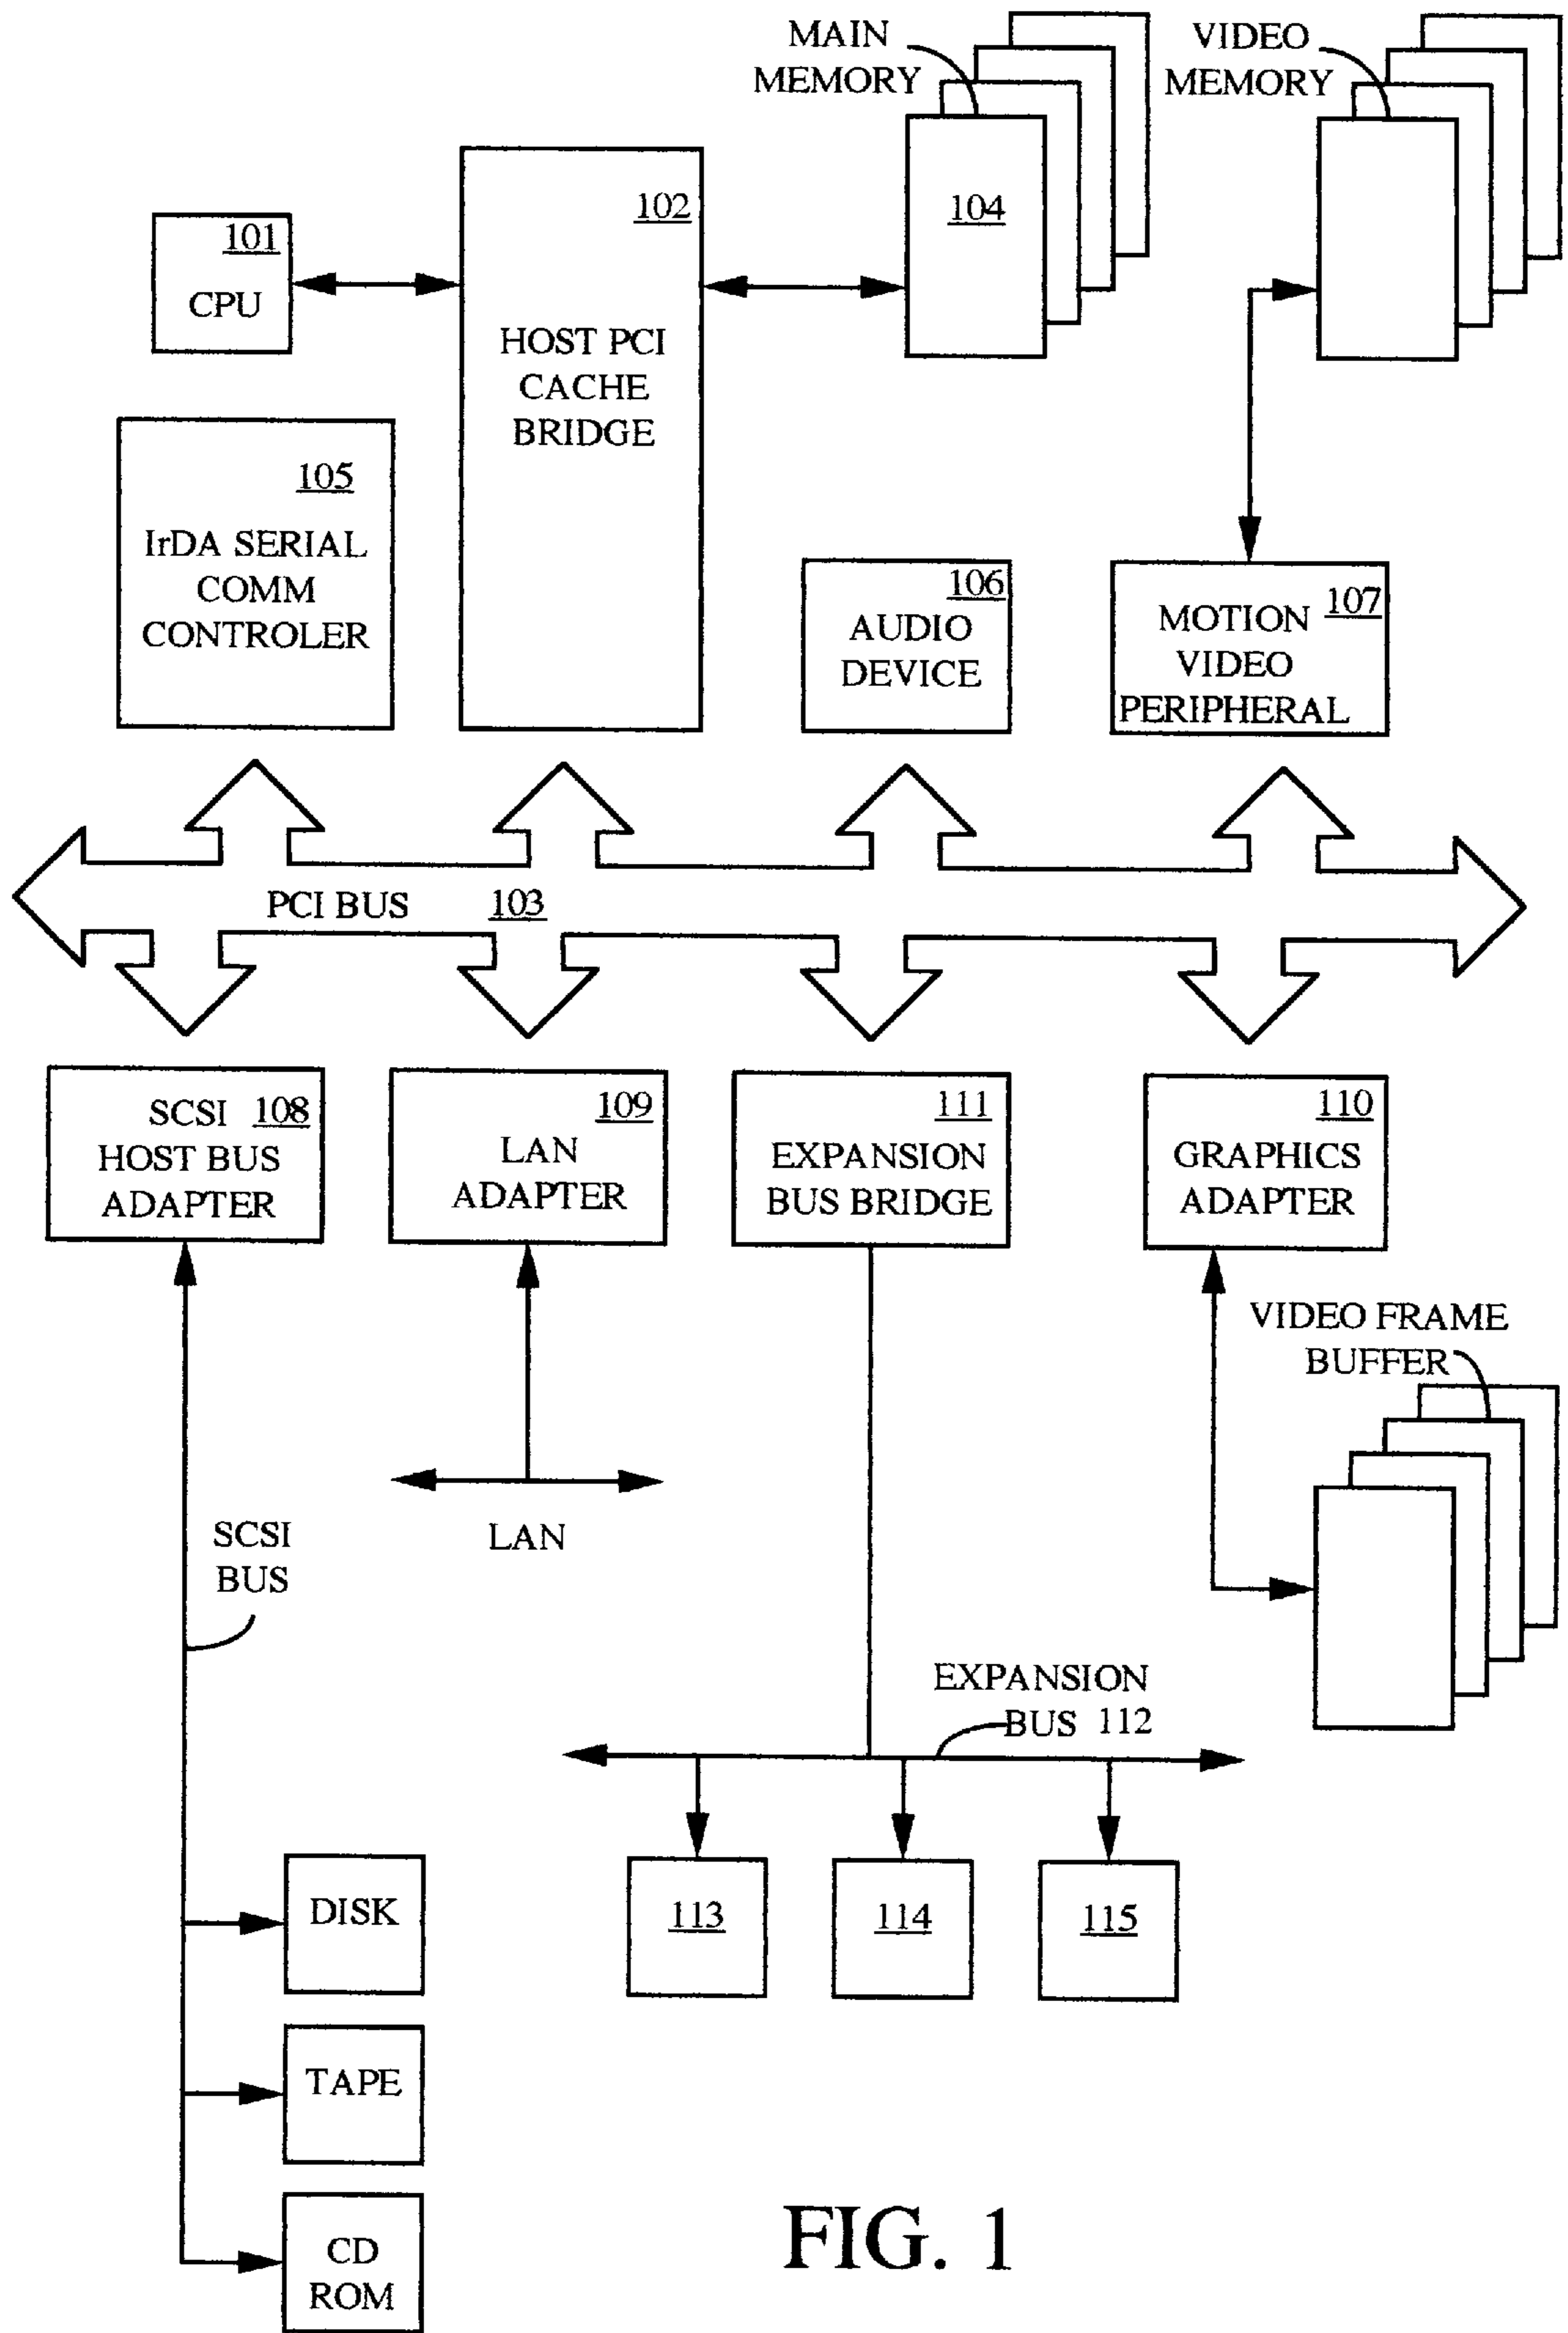 MAIN
MEMORY
VIDEO
MEMORY
104
101
CPU
102
HOST PCI
CACHE
BRIDGE
105
IrDA SERIAL
COMM
CONTROLER
106
AUDIO
DEVICE
107
MOTION
VIDEO
PERIPHERAL
PCI BUS 103
SCSI 108
HOST BUS
ADAPTER
109
LAN
ADAPTER
111
EXPANSION
BUS BRIDGE
110
GRAPHICS
ADAPTER
VIDEO FRAME
BUFFER
LAN
SCSI
BUS
EXPANSION
BUS 112
113
114
115
DISK
TAPE
CD
ROM
FIG. 1